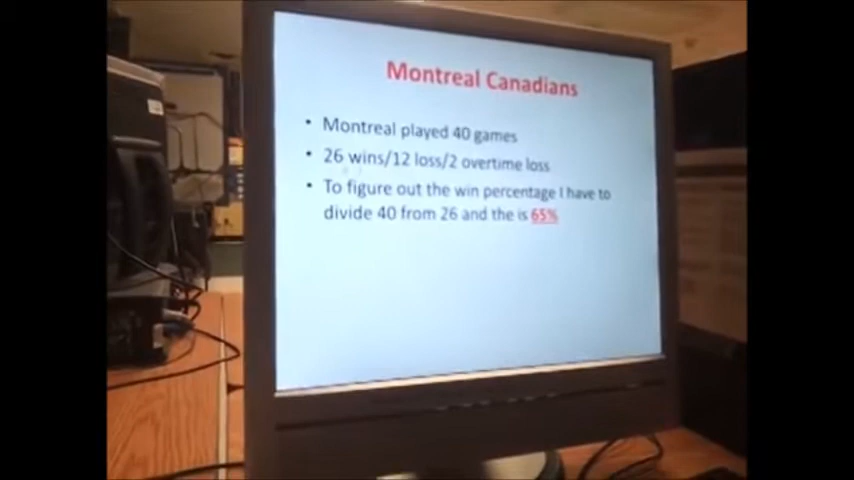 Montreal Canadians
• Montreal played 40 games
• 26 wins/12 loss/2 overtime loss
• To figure out the win percentage I have to
divide 40 from 26 and the is 65%